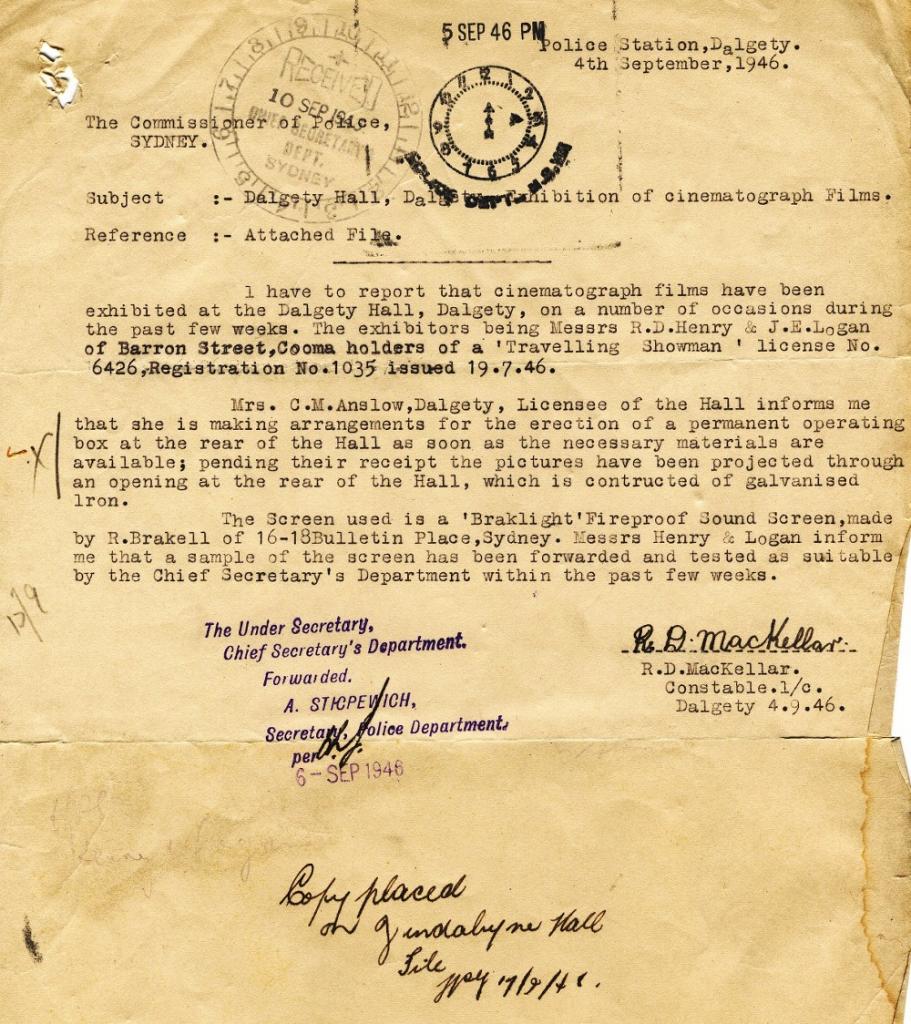 5 SEP 46 PM
Police Station,Dalgety.
4th September,1946.
RECEIVED
10 SEP 194
UNDER SECRETARY
DEPT.
SYDNEY
POLICE DEPT. N.S.W.
The Commissioner of Police,
SYDNEY.
Subject :- Dalgety Hall, Dalgety. Exhibition of cinematograph Films.
Reference :- Attached File.
l have to report that cinematograph films have been
exhibited at the Dalgety Hall, Dalgety, on a number of occasions during
the past few weeks. The exhibitors being Messrs R.D.Henry & J.E.Logan
of Barron Street,Cooma holders of a 'Travelling Showman ' license No.
6426,Registration No.1035 issued 19.7.46.
Mrs. C.M.Anslow,Dalgety, Licensee of the Hall informs me
that she is making arrangements for the erection of a permanent operating
box at the rear of the Hall as soon as the necessary materials are
available; pending their receipt the pictures have been projected through
an opening at the rear of the Hall, which is contructed of galvanised
lron.
The Screen used is a 'Braklight'Fireproof Sound Screen,made
by R.Brakell of 16-18Bulletin Place,Sydney. Messrs Henry & Logan inform
me that a sample of the screen has been forwarded and tested as suitable
by the Chief Secretary's Department within the past few weeks.
The Under Secretary,
Chief Secretary's Department.
Forwarded.
A. STICPEWICH,
Secretary, Police Department.
per
6 - SEP 1946
R. D. MacKellar.
R.D.MacKellar.
Constable.l/c.
Dalgety 4.9.46.
Copy placed
on Jindabyne Hall
File